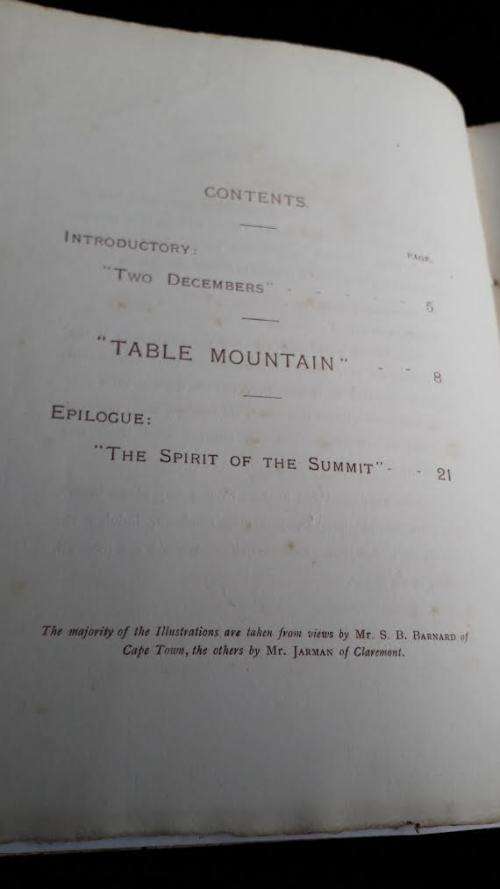 CONTENTS.
INTRODUCTORY:
PAGE.
"TWO DECEMBERS" - - - - 5
"TABLE MOUNTAIN" - - 8
EPILOGUE:
"THE SPIRIT OF THE SUMMIT" - - 21
The majority of the Illustrations are taken from views by Mr. S. B. BARNARD of
Cape Town, the others by Mr. JARMAN of Claremont.